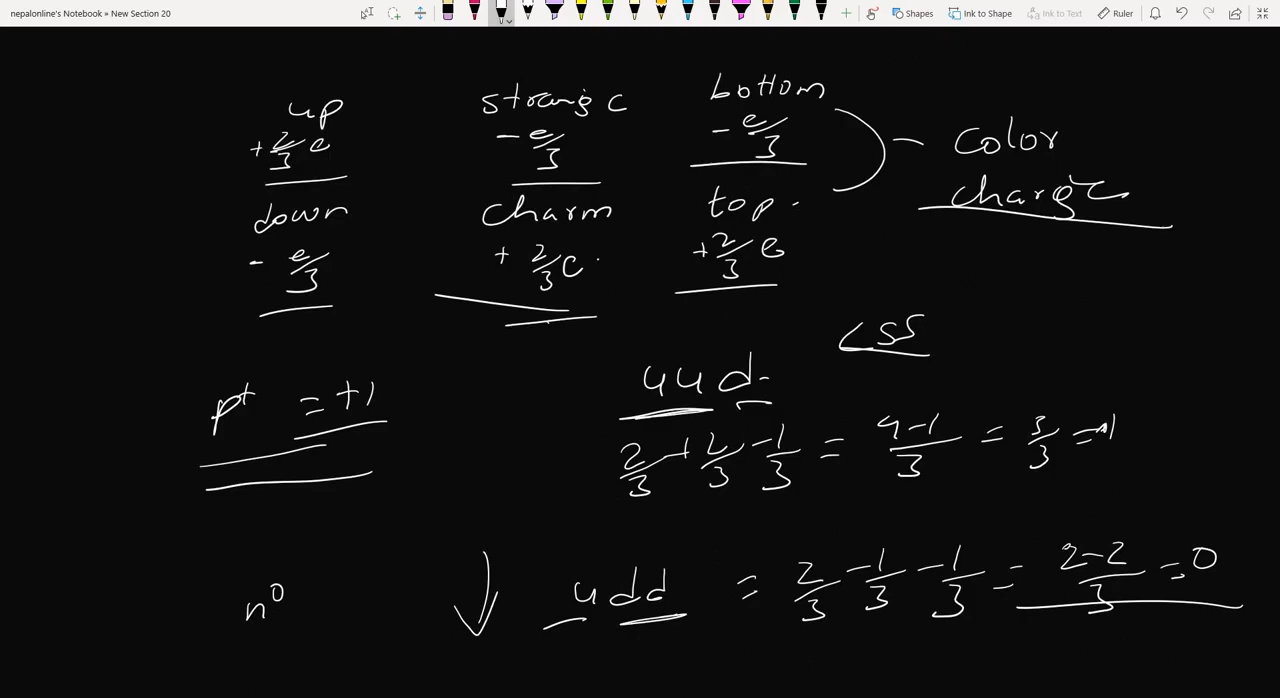 nepalonline's Notebook » New Section 20
Shapes Ink to Shape Ink to Text Ruler
up strange bottom
+2/3 e - e/3 - e/3 color
down charm top. charge
- e/3 + 2/3 e +2/3 e
css
uud
p+ = +1
2/3 + 2/3 - 1/3 = 4-1/3 = 3/3 = +1
n0 udd = 2/3 - 1/3 - 1/3 = 2-2/3 = 0